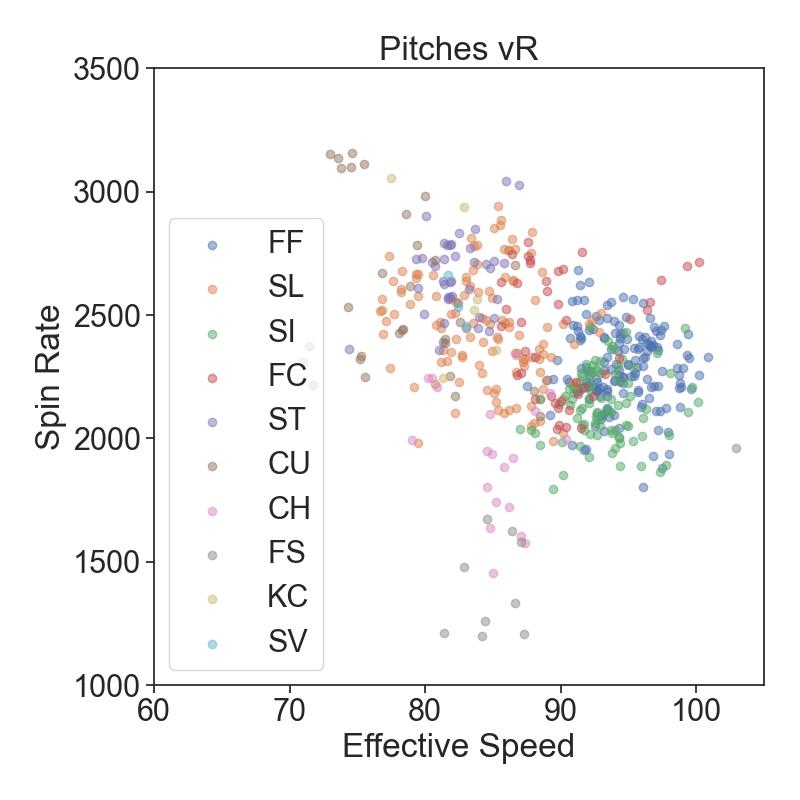 Pitches vR
3500
3000
2500
2000
1500
1000
Spin Rate
FF
SL
SI
FC
ST
CU
CH
FS
KC
SV
60 70 80 90 100
Effective Speed